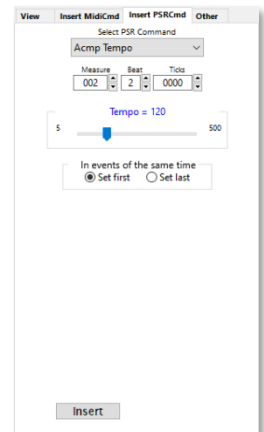 View Insert MidiCmd Insert PSRCmd Other
Select PSR Command
Acmp Tempo
Measure Beat Ticks
002 2 0000
Tempo = 120
5 500
In events of the same time
Set first Set last
Insert